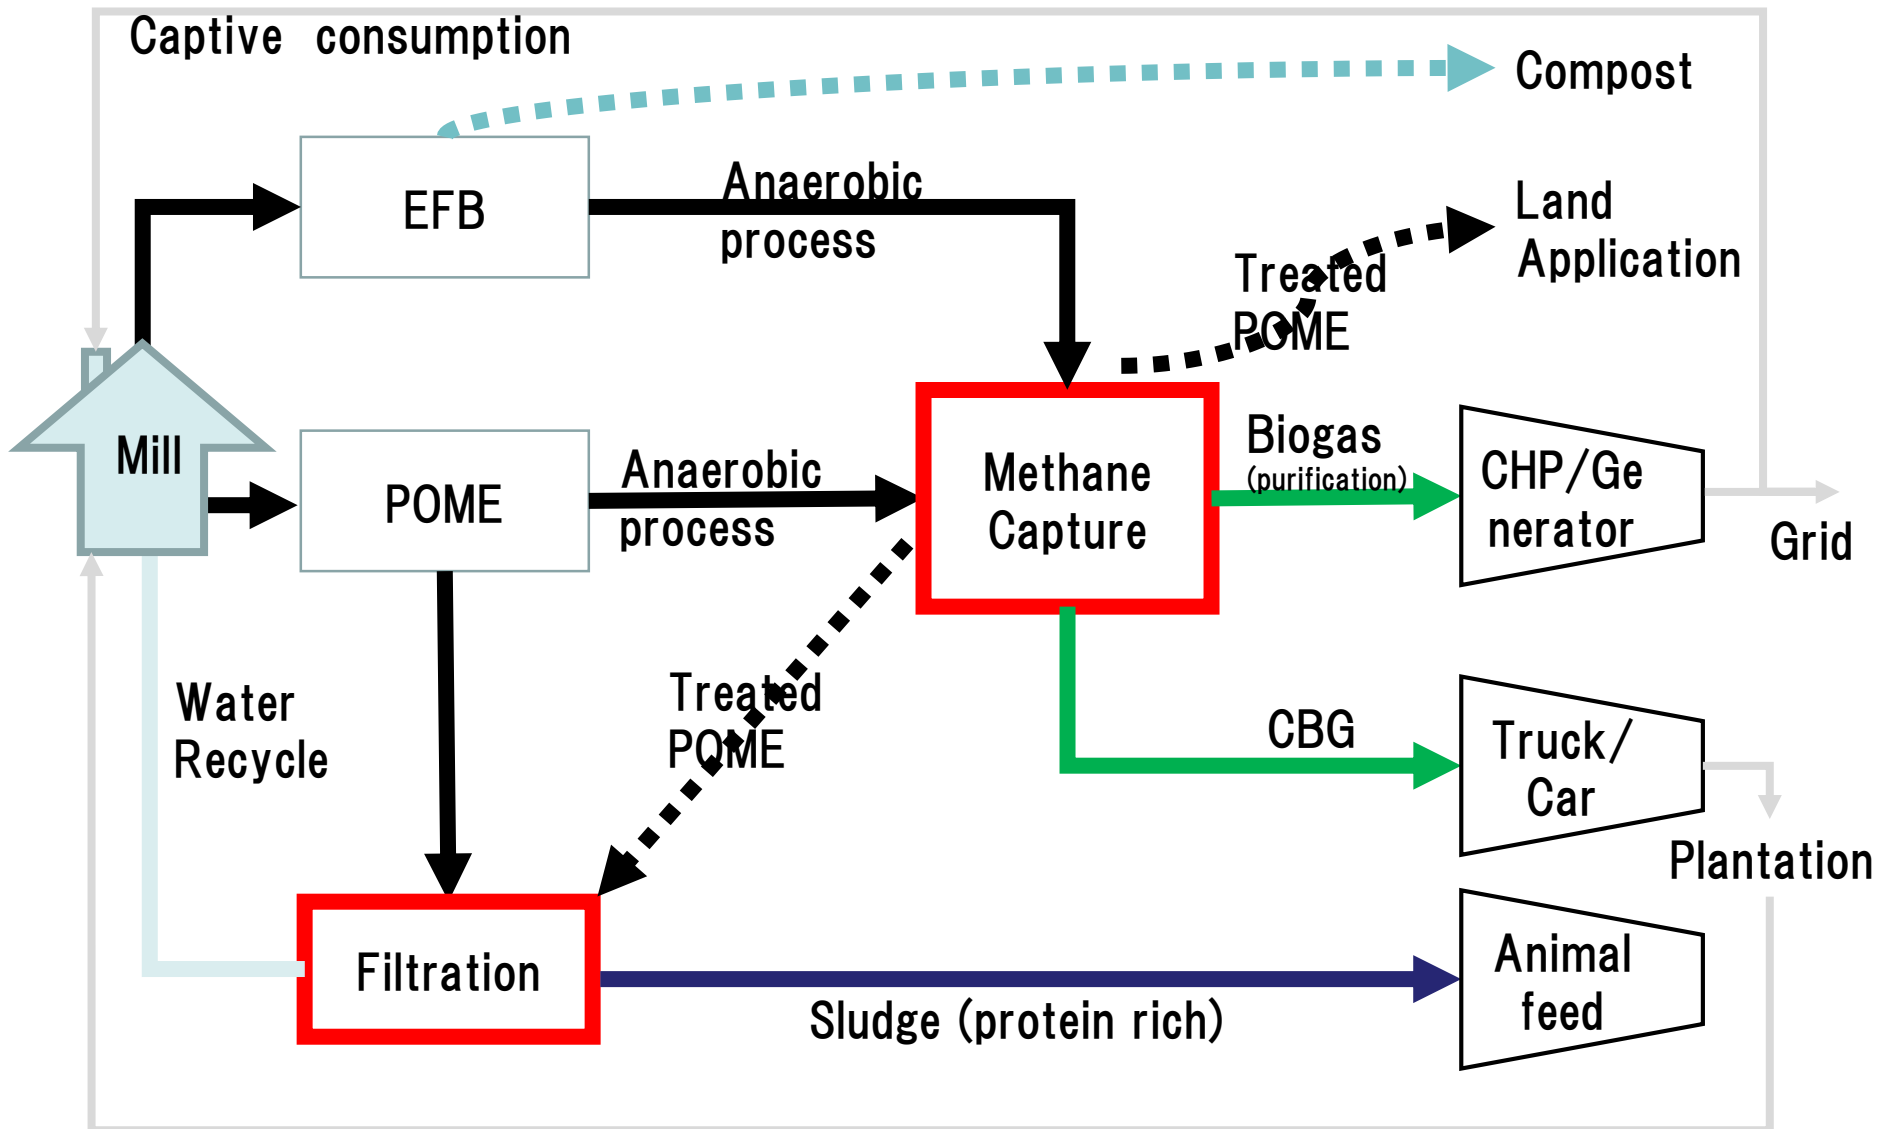 Captive consumption
Compost
EFB
Anaerobic
process
Land
Application
Treated
POME
Mill
POME
Anaerobic
process
Methane
Capture
Biogas
(purification)
CHP/Ge
nerator
Grid
Water
Recycle
Treated
POME
CBG
Truck/
Car
Plantation
Filtration
Sludge (protein rich)
Animal
feed